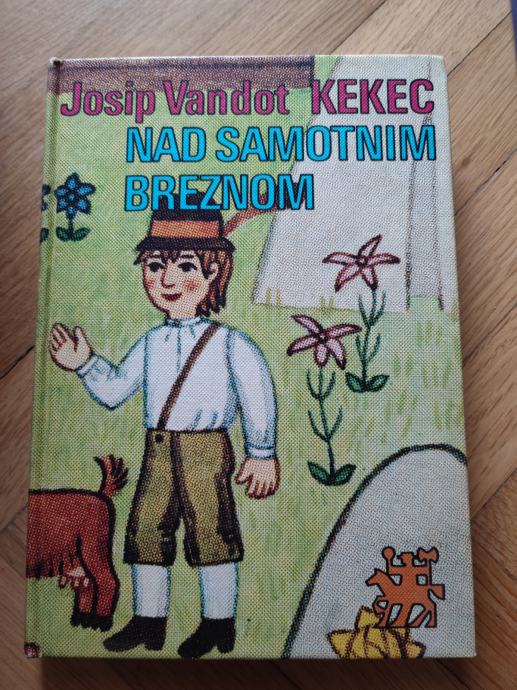 Josip Vandot KEKEC
NAD SAMOTNIM
BREZNOM